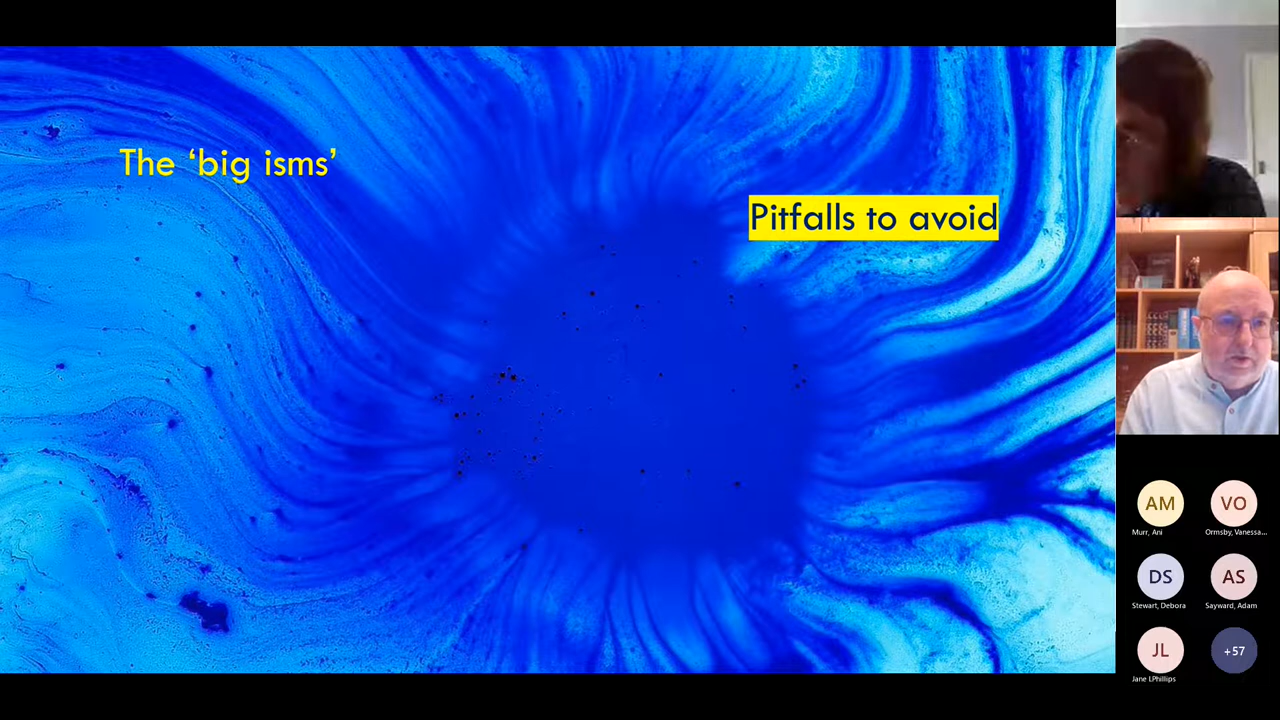 The ‘big isms’
Pitfalls to avoid
AM
VO
Murr, Ani
Ormsby, Vanessa...
DS
AS
Stewart, Debora
Sayward, Adam
JL
+57
Jane LPhillips